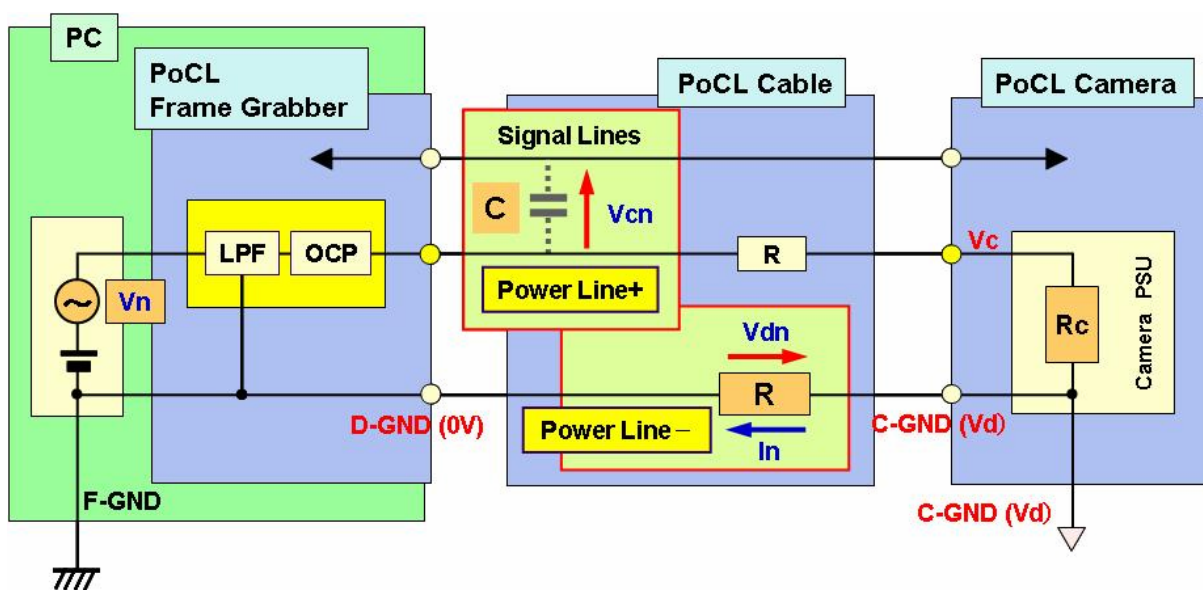 PC
PoCL
Frame Grabber
PoCL Cable
PoCL Camera
Signal Lines
C
Vcn
LPF
OCP
R
Vc
Vn
Power Line+
Camera PSU
Rc
Vdn
R
D-GND (0V)
Power Line−
In
C-GND (Vd)
F-GND
C-GND (Vd)